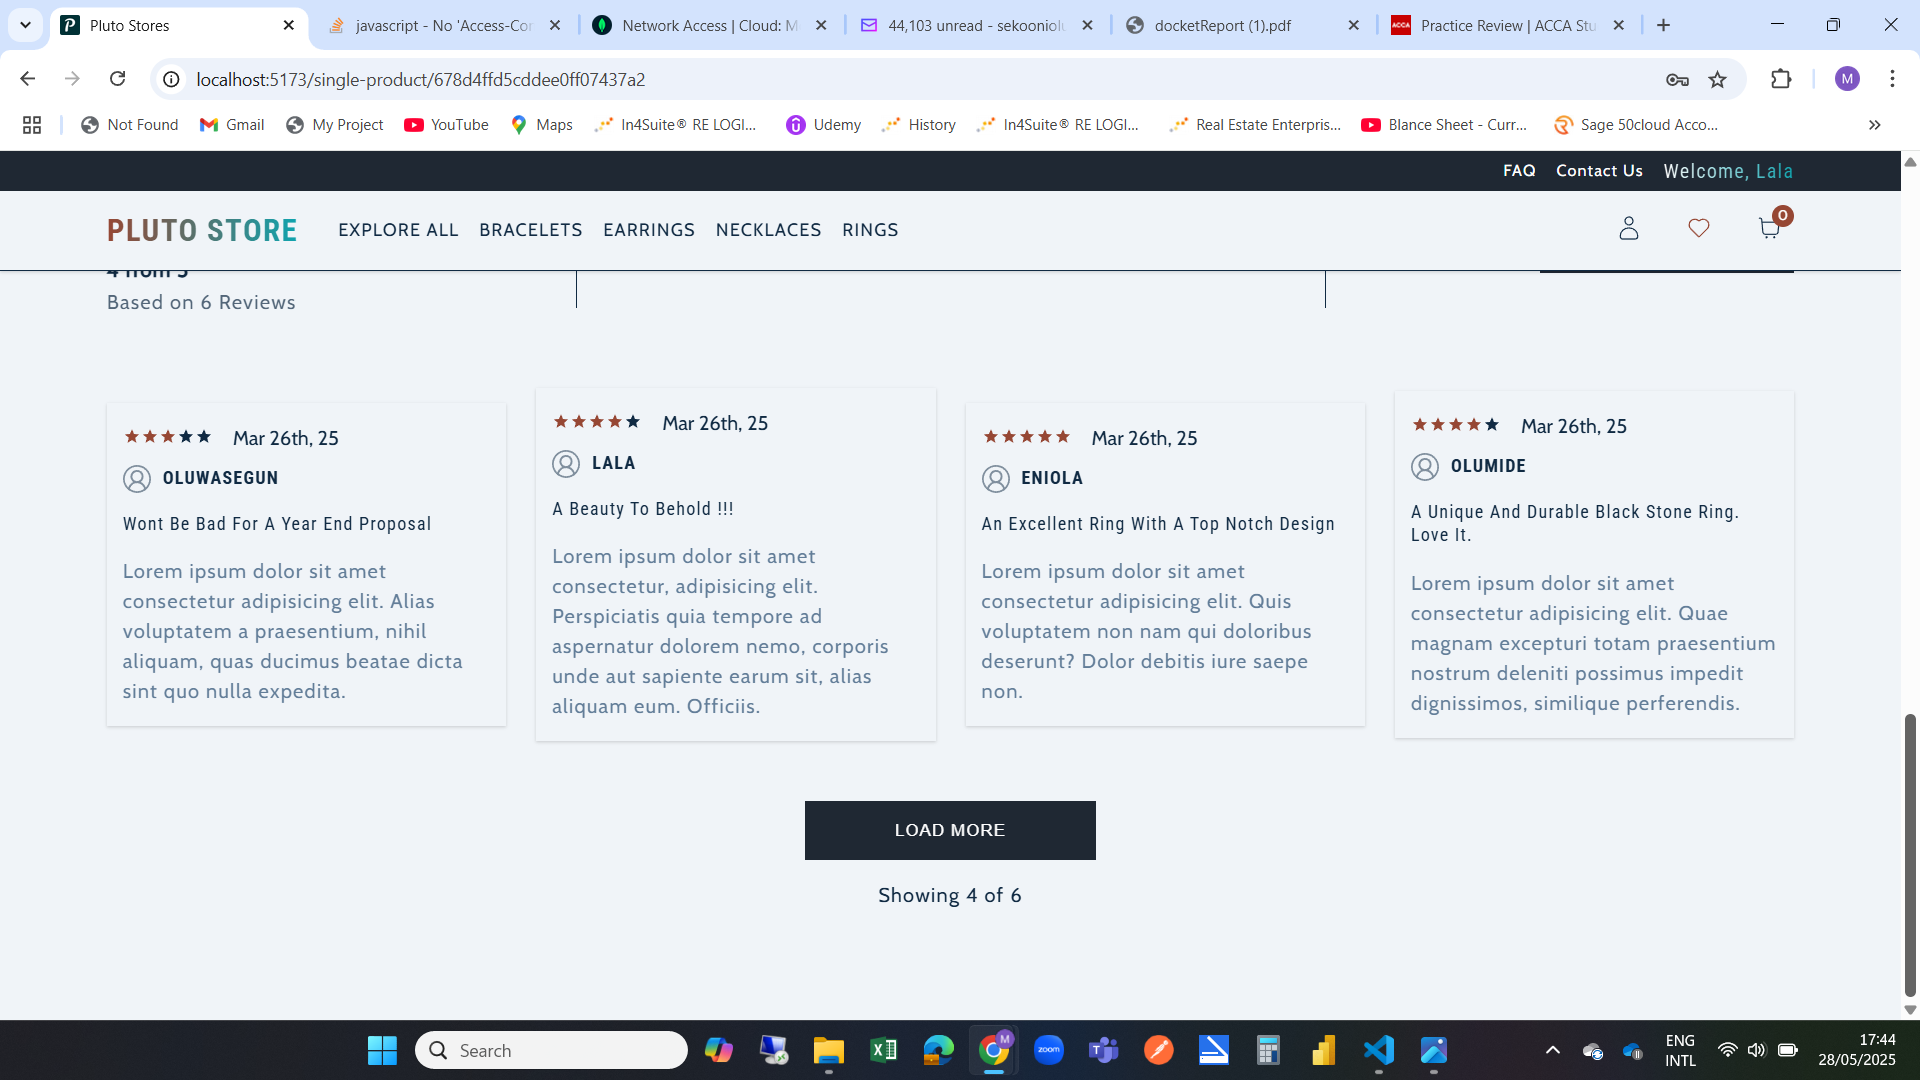 Pluto Stores
javascript - No 'Access-Con
Network Access | Cloud: M
44,103 unread - sekooniolu
docketReport (1).pdf
Practice Review | ACCA Stu
localhost:5173/single-product/678d4ffd5cddee0ff07437a2
M
Not Found
Gmail
My Project
YouTube
Maps
In4Suite® RE LOGI...
Udemy
History
In4Suite® RE LOGI...
Real Estate Enterpris...
Blance Sheet - Curr...
Sage 50cloud Acco...
FAQ
Contact Us
Welcome, Lala
PLUTO STORE
EXPLORE ALL
BRACELETS
EARRINGS
NECKLACES
RINGS
0
4 from 5
Based on 6 Reviews
Mar 26th, 25
OLUWASEGUN
Wont Be Bad For A Year End Proposal
Lorem ipsum dolor sit amet
consectetur adipisicing elit. Alias
voluptatem a praesentium, nihil
aliquam, quas ducimus beatae dicta
sint quo nulla expedita.
Mar 26th, 25
LALA
A Beauty To Behold !!!
Lorem ipsum dolor sit amet
consectetur, adipisicing elit.
Perspiciatis quia tempore ad
aspernatur dolorem nemo, corporis
unde aut sapiente earum sit, alias
aliquam eum. Officiis.
Mar 26th, 25
ENIOLA
An Excellent Ring With A Top Notch Design
Lorem ipsum dolor sit amet
consectetur adipisicing elit. Quis
voluptatem non nam qui doloribus
deserunt? Dolor debitis iure saepe
non.
Mar 26th, 25
OLUMIDE
A Unique And Durable Black Stone Ring.
Love It.
Lorem ipsum dolor sit amet
consectetur adipisicing elit. Quae
magnam excepturi totam praesentium
nostrum deleniti possimus impedit
dignissimos, similique perferendis.
LOAD MORE
Showing 4 of 6
Search
M
zoom
ENG
INTL
17:44
28/05/2025